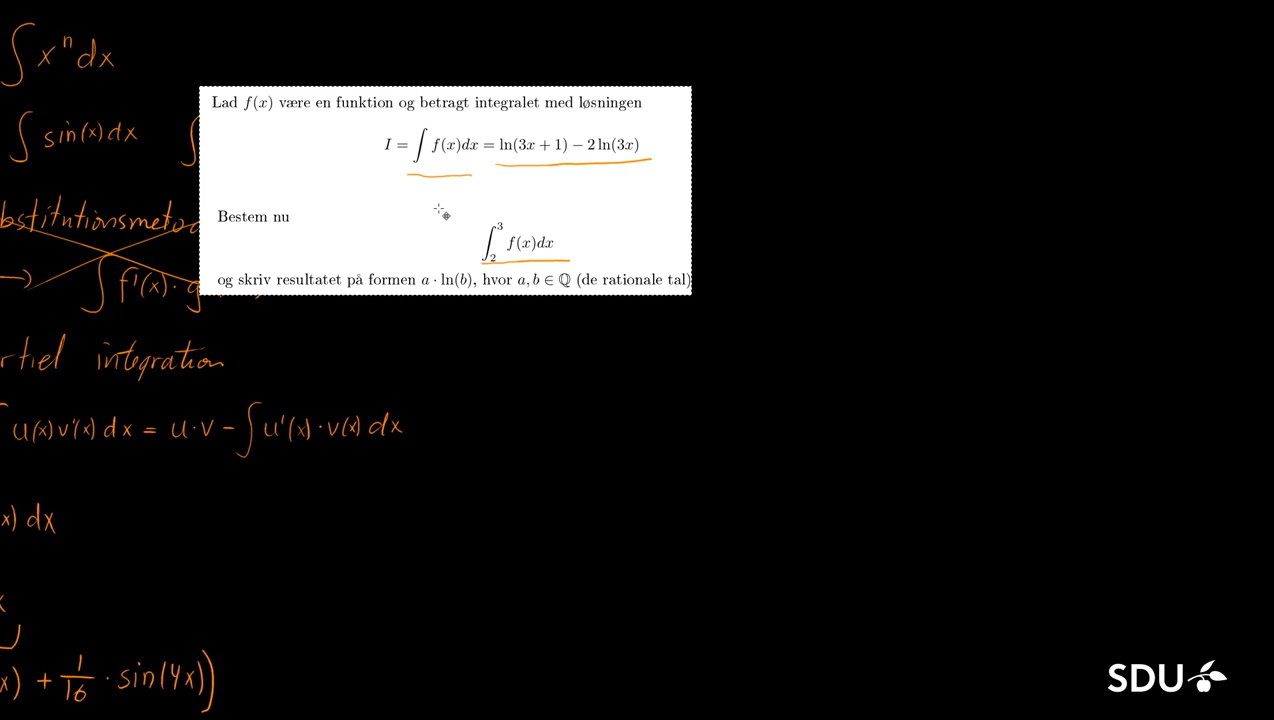 ∫ xⁿ dx
∫ sin(x) dx ∫
Lad f(x) være en funktion og betragt integralet med løsningen
I = ∫ f(x)dx = ln(3x + 1) − 2 ln(3x)
Bestem nu
∫₂³ f(x)dx
og skriv resultatet på formen a · ln(b), hvor a, b ∈ ℚ (de rationale tal)
bstitutionsmetod
→) ∫ f'(x) · g
rtiel integration
∫ u(x) v'(x) dx = u · v − ∫ u'(x) · v(x) dx
x) dx
x) + 1/16 · sin(4x))
SDU